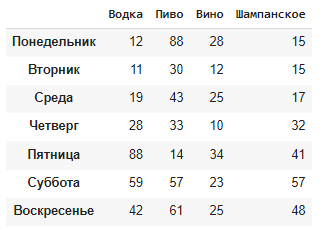 Водка Пиво Вино Шампанское
Понедельник 12 88 28 15
Вторник 11 30 12 15
Среда 19 43 25 17
Четверг 28 33 10 32
Пятница 88 14 34 41
Суббота 59 57 23 57
Воскресенье 42 61 25 48